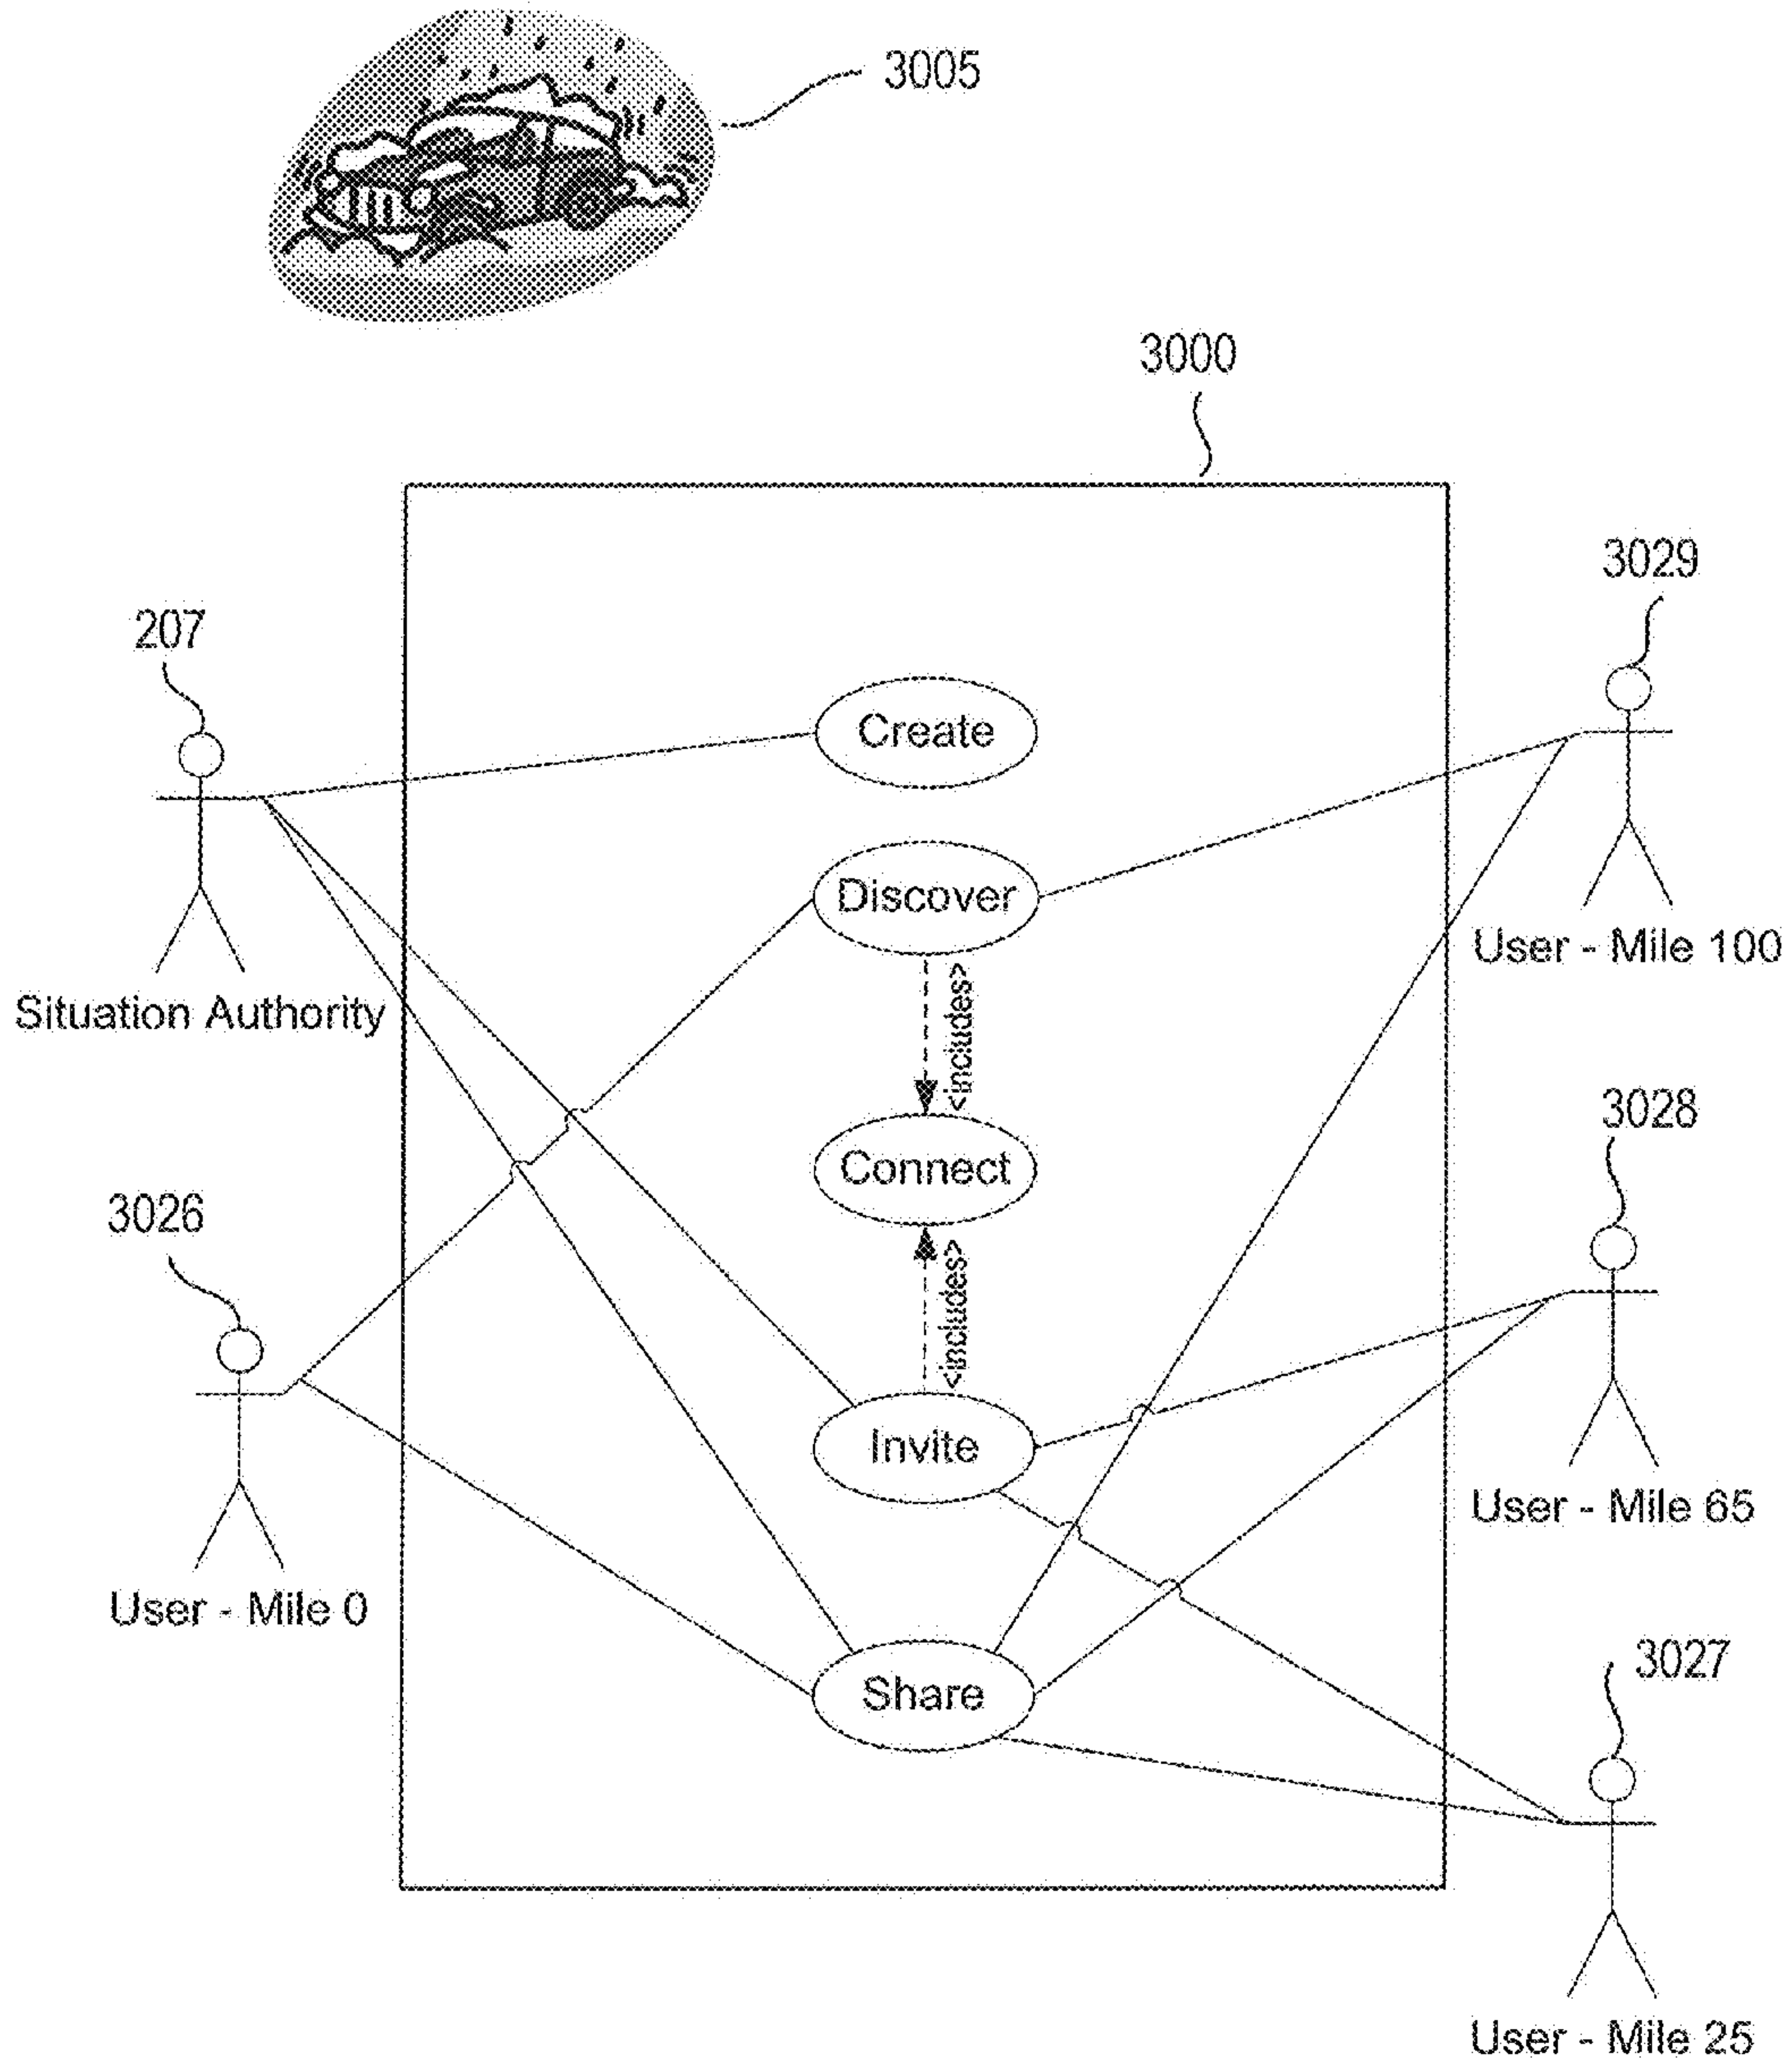 3005
3000
3029
207
Create
Discover
User - Mile 100
Situation Authority
<includes>
3028
Connect
3026
<includes>
Invite
User - Mile 65
User - Mile 0
3027
Share
User - Mile 25